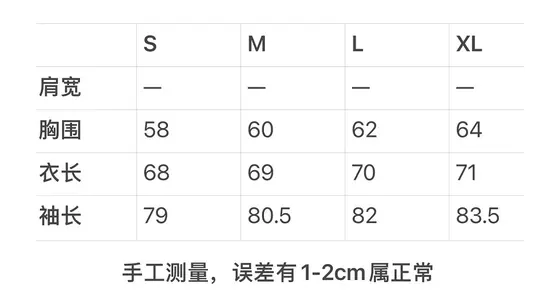 S M L XL
肩宽 — — — —
胸围 58 60 62 64
衣长 68 69 70 71
袖长 79 80.5 82 83.5
手工测量，误差有1-2cm属正常